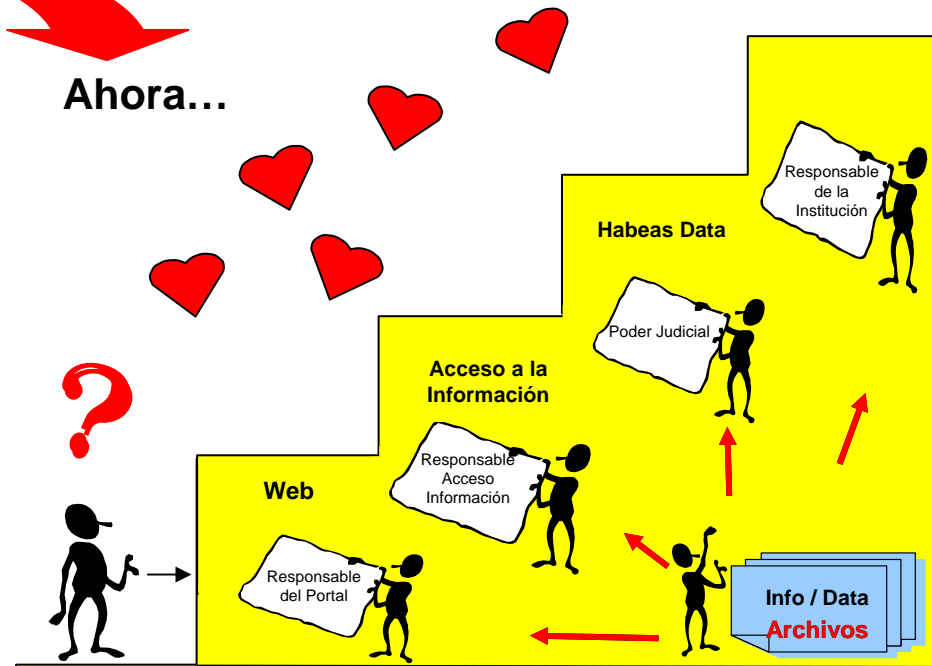 Ahora…
Responsable
de la
Institución
Habeas Data
Poder Judicial
Acceso a la
Información
Responsable
Acceso
Información
Web
Responsable
del Portal
Info / Data
Archivos